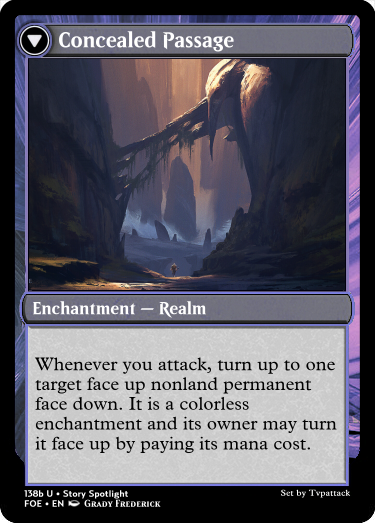 Concealed Passage
Enchantment — Realm
Whenever you attack, turn up to one
target face up nonland permanent
face down. It is a colorless
enchantment and its owner may turn
it face up by paying its mana cost.
138b U • Story Spotlight
Set by Tvpattack
FOE • EN Grady Frederick